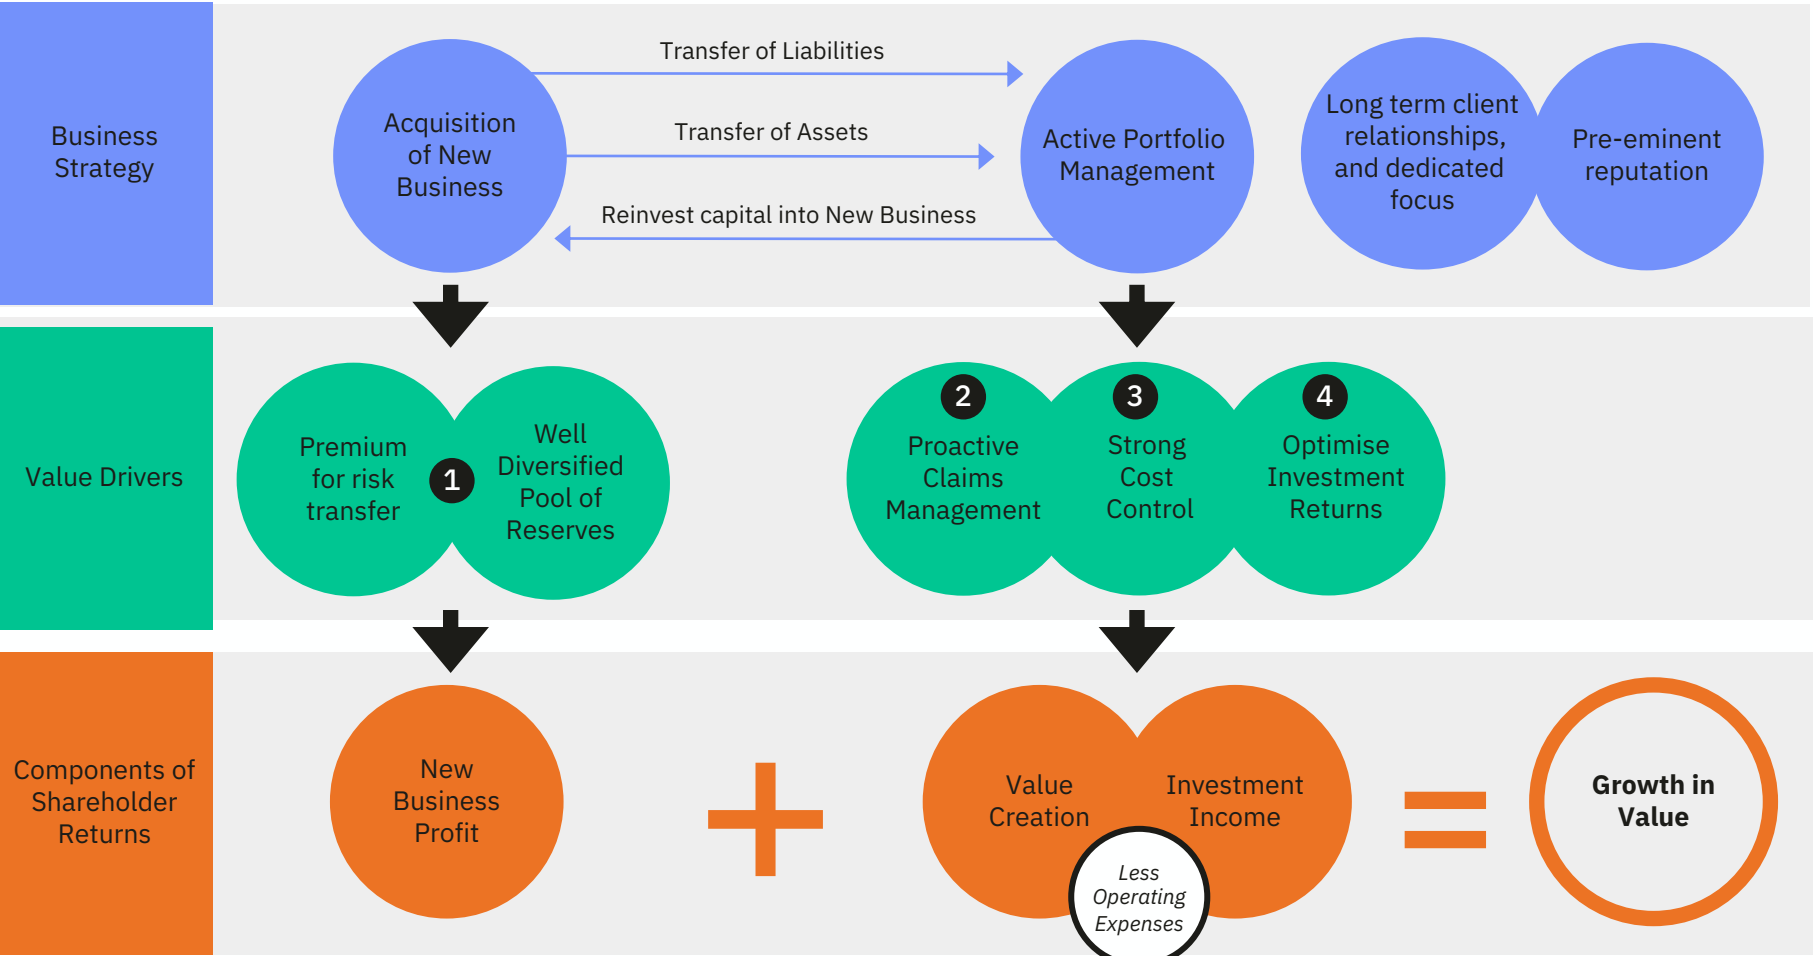 Business
Strategy
Acquisition
of New
Business
Transfer of Liabilities
Transfer of Assets
Reinvest capital into New Business
Active Portfolio
Management
Long term client
relationships,
and dedicated
focus
Pre-eminent
reputation
Value Drivers
Premium
for risk
transfer
1
Well
Diversified
Pool of
Reserves
2
Proactive
Claims
Management
3
Strong
Cost
Control
4
Optimise
Investment
Returns
Components of
Shareholder
Returns
New
Business
Profit
+
Value
Creation
Investment
Income
Less
Operating
Expenses
=
Growth in
Value